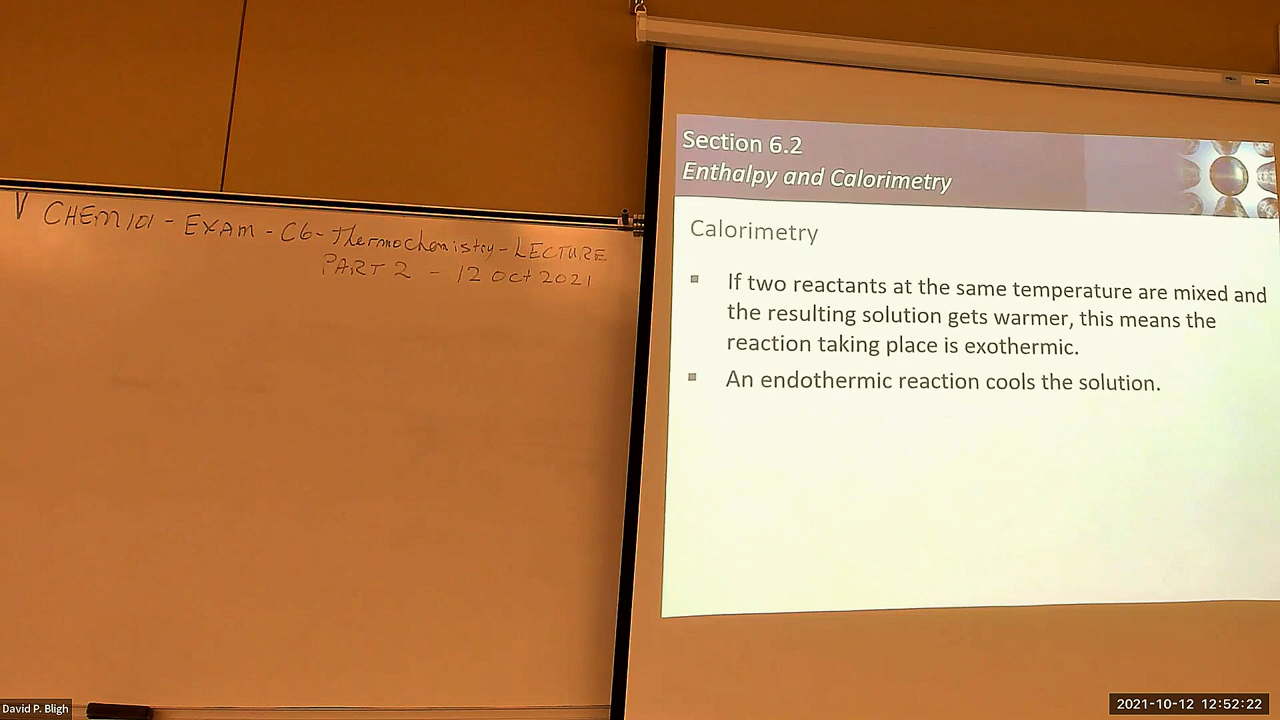 V CHEM101 - EXAM - C6 - Thermochemistry - LECTURE
PART 2 - 12 Oct 2021
Section 6.2
Enthalpy and Calorimetry
Calorimetry
▪ If two reactants at the same temperature are mixed and
the resulting solution gets warmer, this means the
reaction taking place is exothermic.
▪ An endothermic reaction cools the solution.
David P. Bligh
2021-10-12 12:52:22